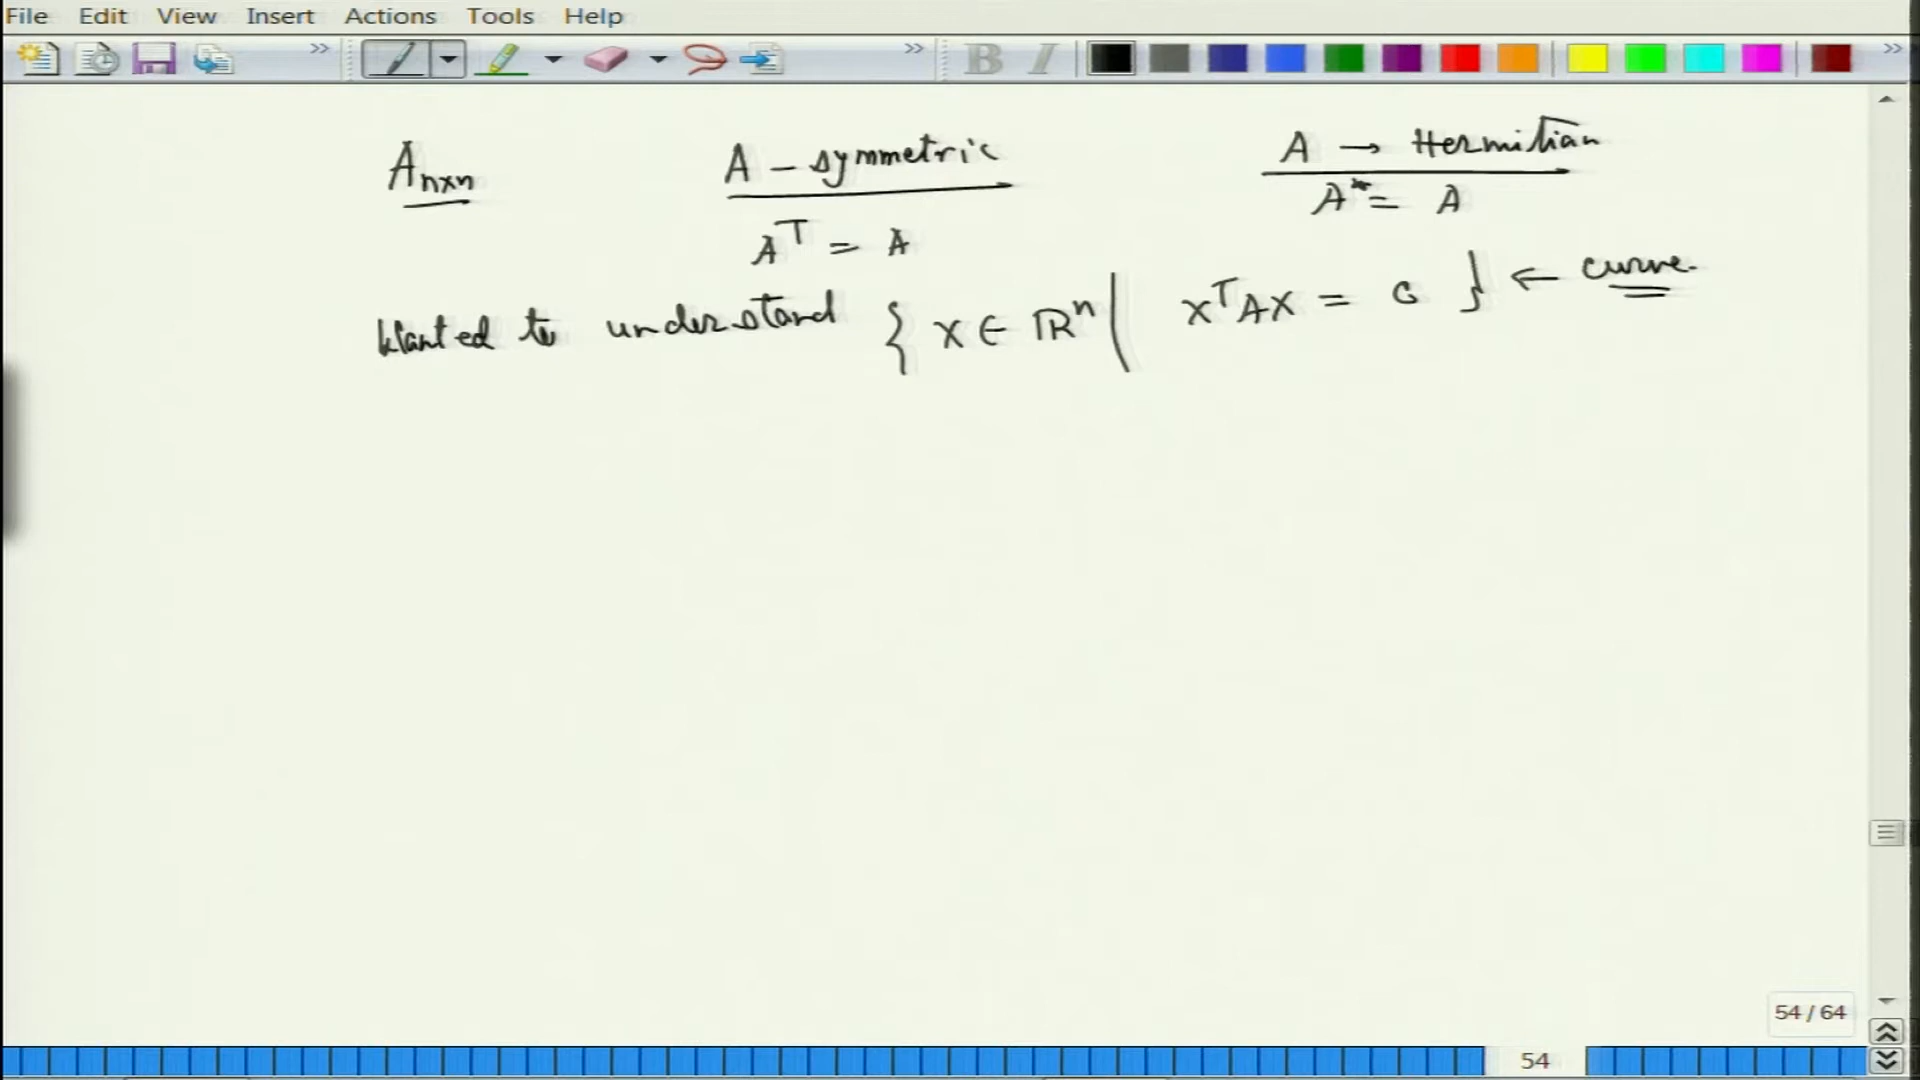 File Edit View Insert Actions Tools Help
B I
A_{n×n} A – symmetric A → Hermitian
A^T = A A* = A
Wanted to understand { x ∈ ℝ^n | x^T A x = c } ← curve.
54 / 64
54